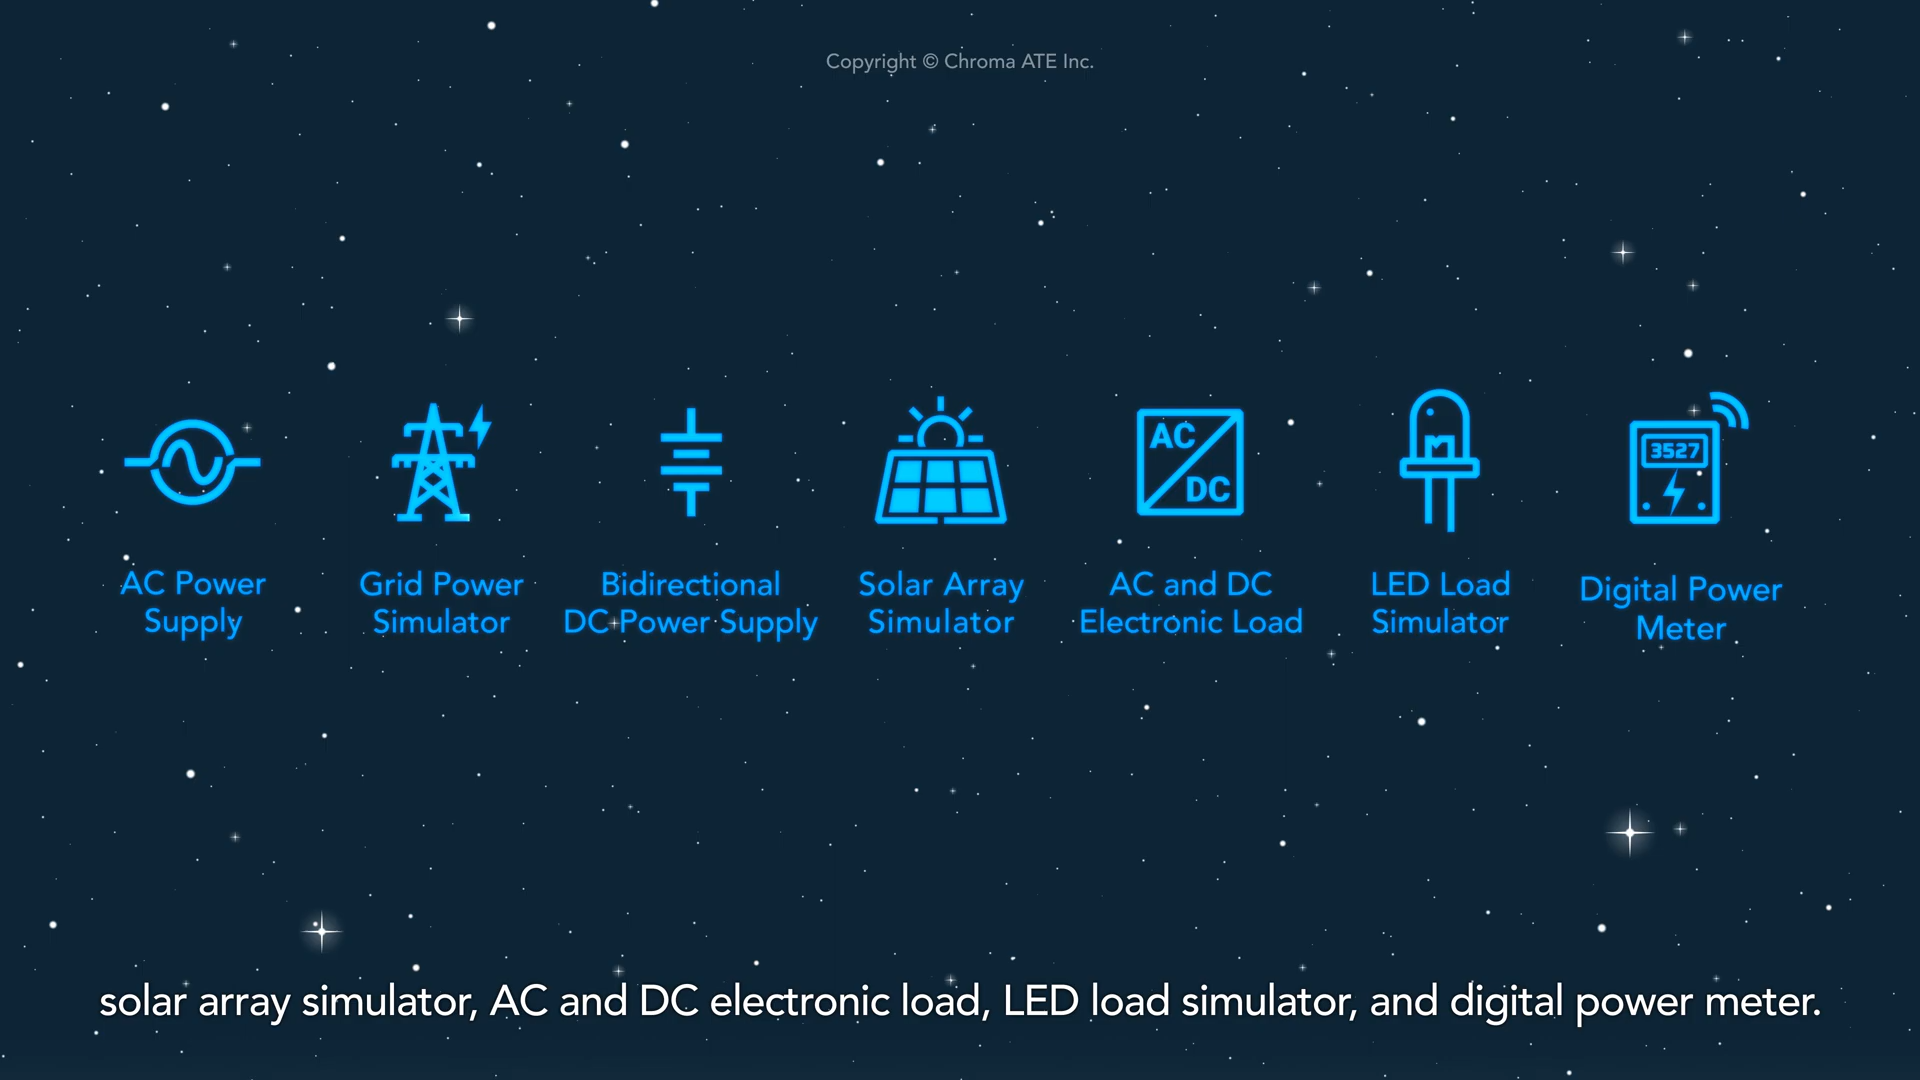 Copyright © Chroma ATE Inc.
AC
DC
3527
AC Power
Supply
Grid Power
Simulator
Bidirectional
DC Power Supply
Solar Array
Simulator
AC and DC
Electronic Load
LED Load
Simulator
Digital Power
Meter
solar array simulator, AC and DC electronic load, LED load simulator, and digital power meter.